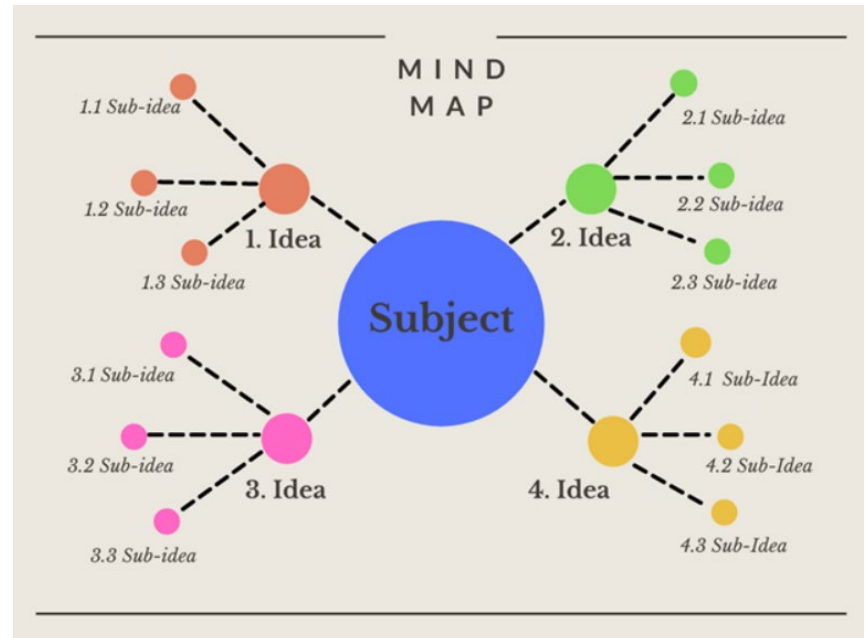 MIND
MAP
1.1 Sub-idea
1.2 Sub-idea
1. Idea
1.3 Sub-idea
2.1 Sub-idea
2.2 Sub-idea
2. Idea
2.3 Sub-idea
Subject
3.1 Sub-idea
3.2 Sub-idea
3. Idea
3.3 Sub-idea
4.1 Sub-Idea
4.2 Sub-Idea
4. Idea
4.3 Sub-Idea